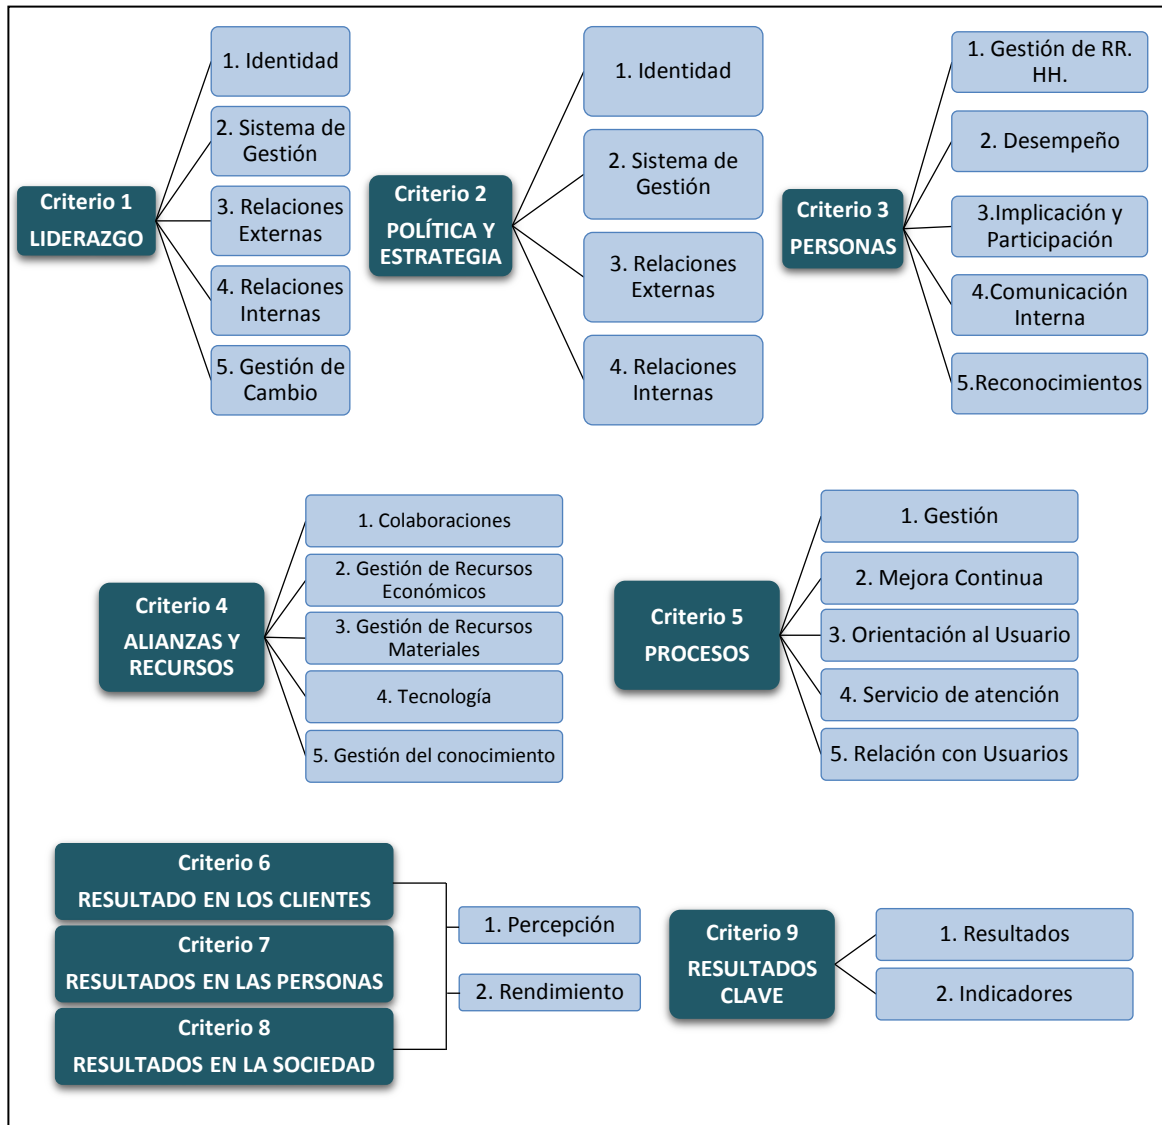 Criterio 1
LIDERAZGO
1. Identidad
2. Sistema de
Gestión
3. Relaciones
Externas
4. Relaciones
Internas
5. Gestión de
Cambio
Criterio 2
POLÍTICA Y
ESTRATEGIA
1. Identidad
2. Sistema de
Gestión
3. Relaciones
Externas
4. Relaciones
Internas
Criterio 3
PERSONAS
1. Gestión de RR.
HH.
2. Desempeño
3.Implicación y
Participación
4.Comunicación
Interna
5.Reconocimientos
Criterio 4
ALIANZAS Y
RECURSOS
1. Colaboraciones
2. Gestión de Recursos
Económicos
3. Gestión de Recursos
Materiales
4. Tecnología
5. Gestión del conocimiento
Criterio 5
PROCESOS
1. Gestión
2. Mejora Continua
3. Orientación al Usuario
4. Servicio de atención
5. Relación con Usuarios
Criterio 6
RESULTADO EN LOS CLIENTES
Criterio 7
RESULTADOS EN LAS PERSONAS
Criterio 8
RESULTADOS EN LA SOCIEDAD
1. Percepción
2. Rendimiento
Criterio 9
RESULTADOS
CLAVE
1. Resultados
2. Indicadores